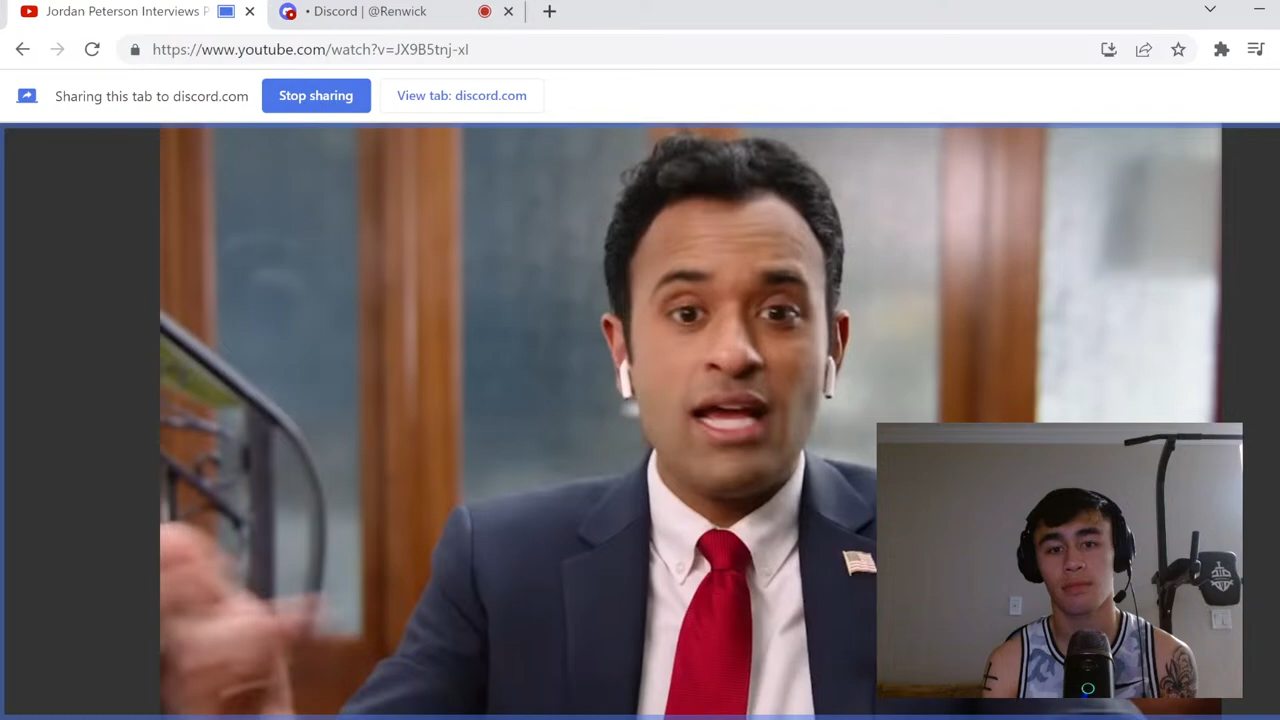 Jordan Peterson Interviews P
• Discord | @Renwick
https://www.youtube.com/watch?v=JX9B5tnj-xI
Sharing this tab to discord.com
Stop sharing
View tab: discord.com